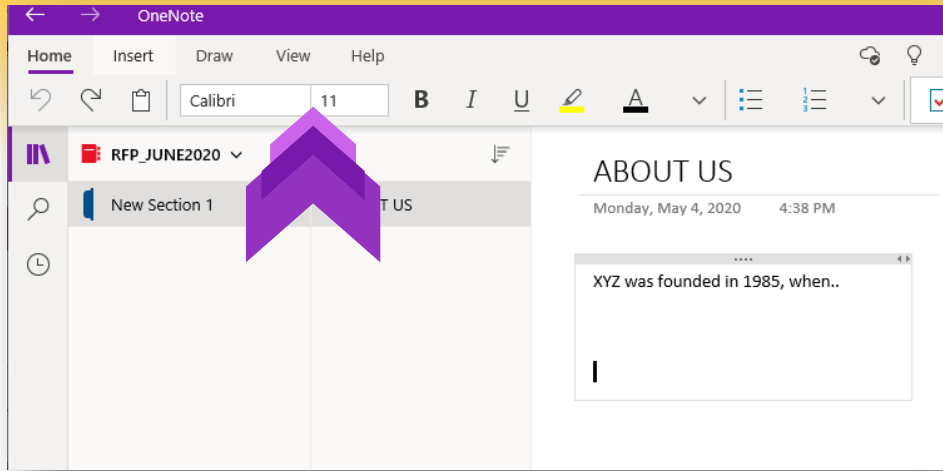 OneNote
Home Insert Draw View Help
Calibri 11 B I U A
RFP_JUNE2020
New Section 1
T US
ABOUT US
Monday, May 4, 2020 4:38 PM
XYZ was founded in 1985, when..